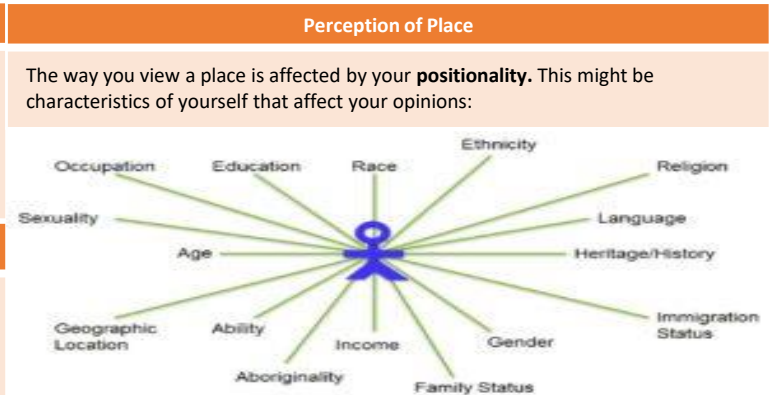 Perception of Place
The way you view a place is affected by your positionality. This might be
characteristics of yourself that affect your opinions:
Ethnicity
Occupation Education Race Religion
Sexuality Language
Age Heritage/History
Geographic
Location
Ability
Income
Gender
Immigration
Status
Aboriginality
Family Status